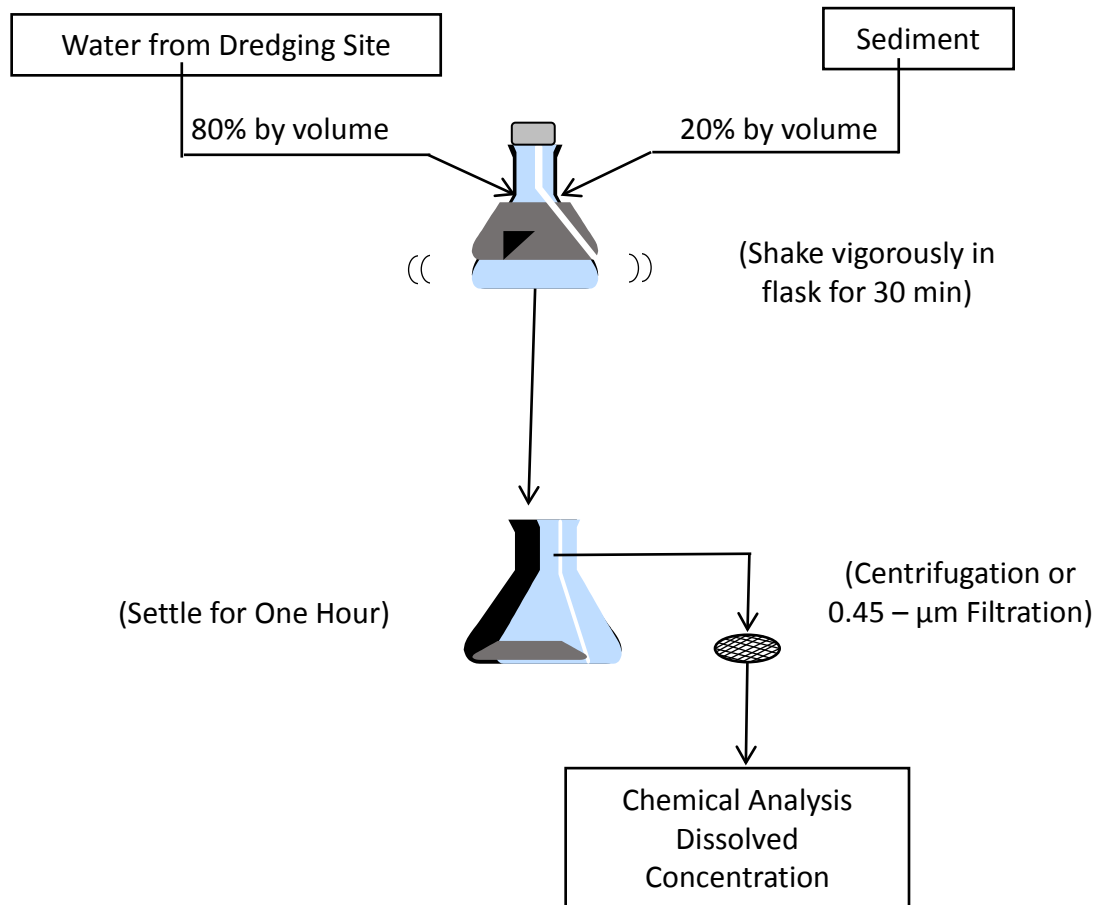 Water from Dredging Site
Sediment
80% by volume
20% by volume
(Shake vigorously in
flask for 30 min)
(Settle for One Hour)
(Centrifugation or
0.45 – μm Filtration)
Chemical Analysis
Dissolved
Concentration